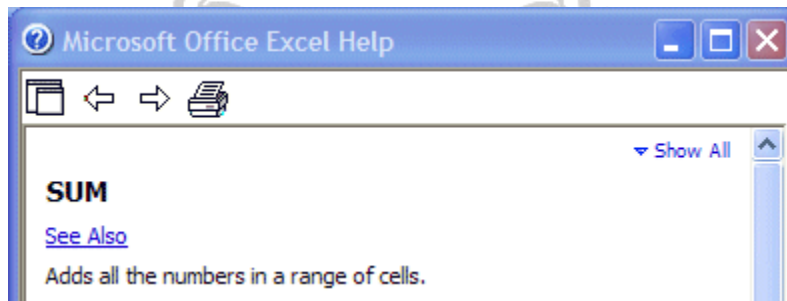 Microsoft Office Excel Help
Show All
SUM
See Also
Adds all the numbers in a range of cells.